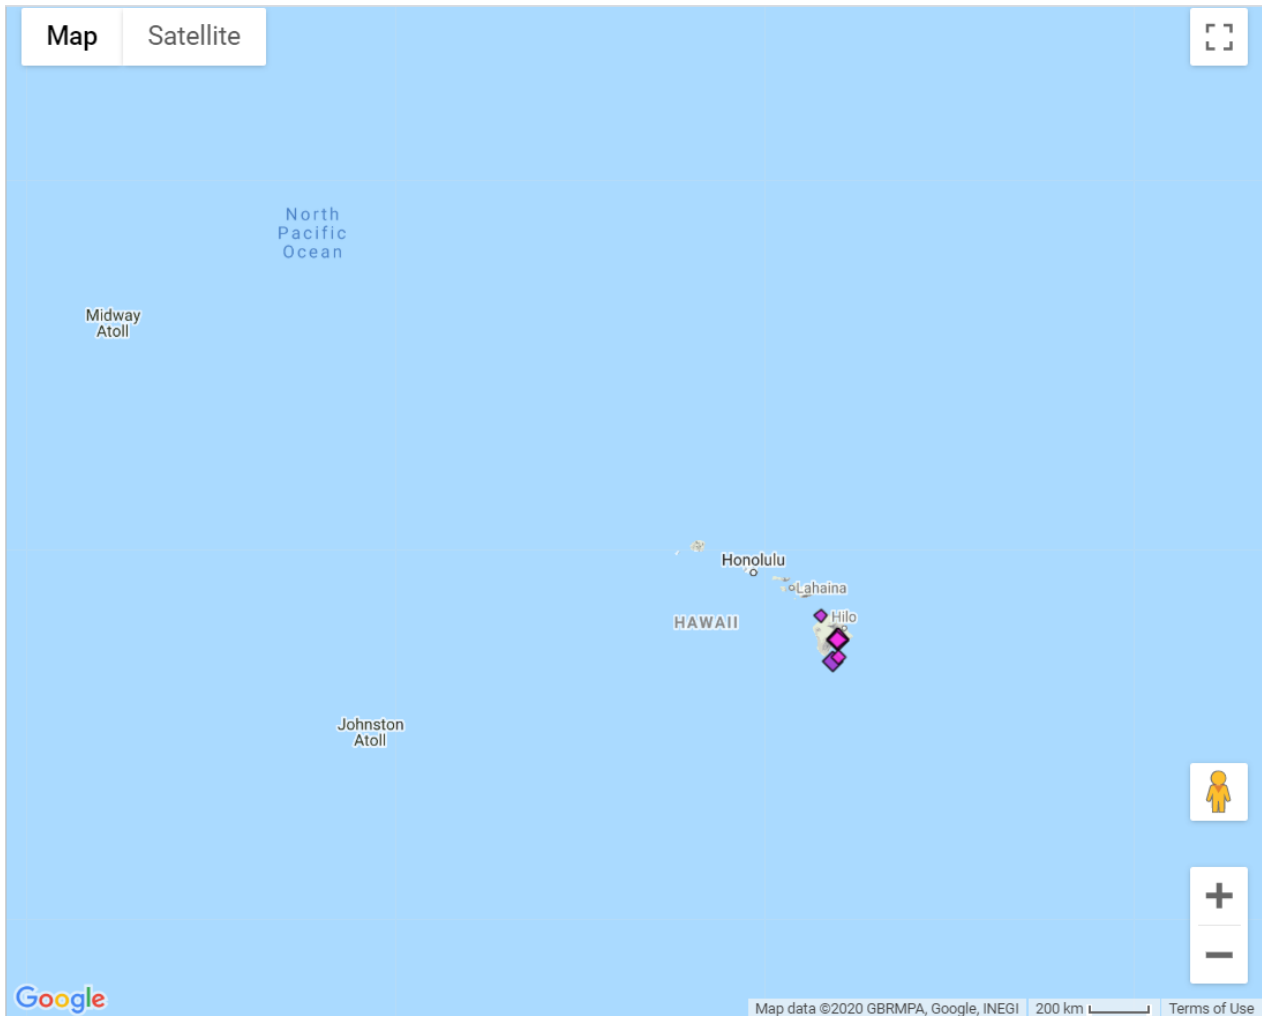 Map Satellite
North
Pacific
Ocean
Midway
Atoll
Honolulu
Lahaina
Hilo
HAWAII
Johnston
Atoll
Google
Map data ©2020 GBRMPA, Google, INEGI 200 km Terms of Use